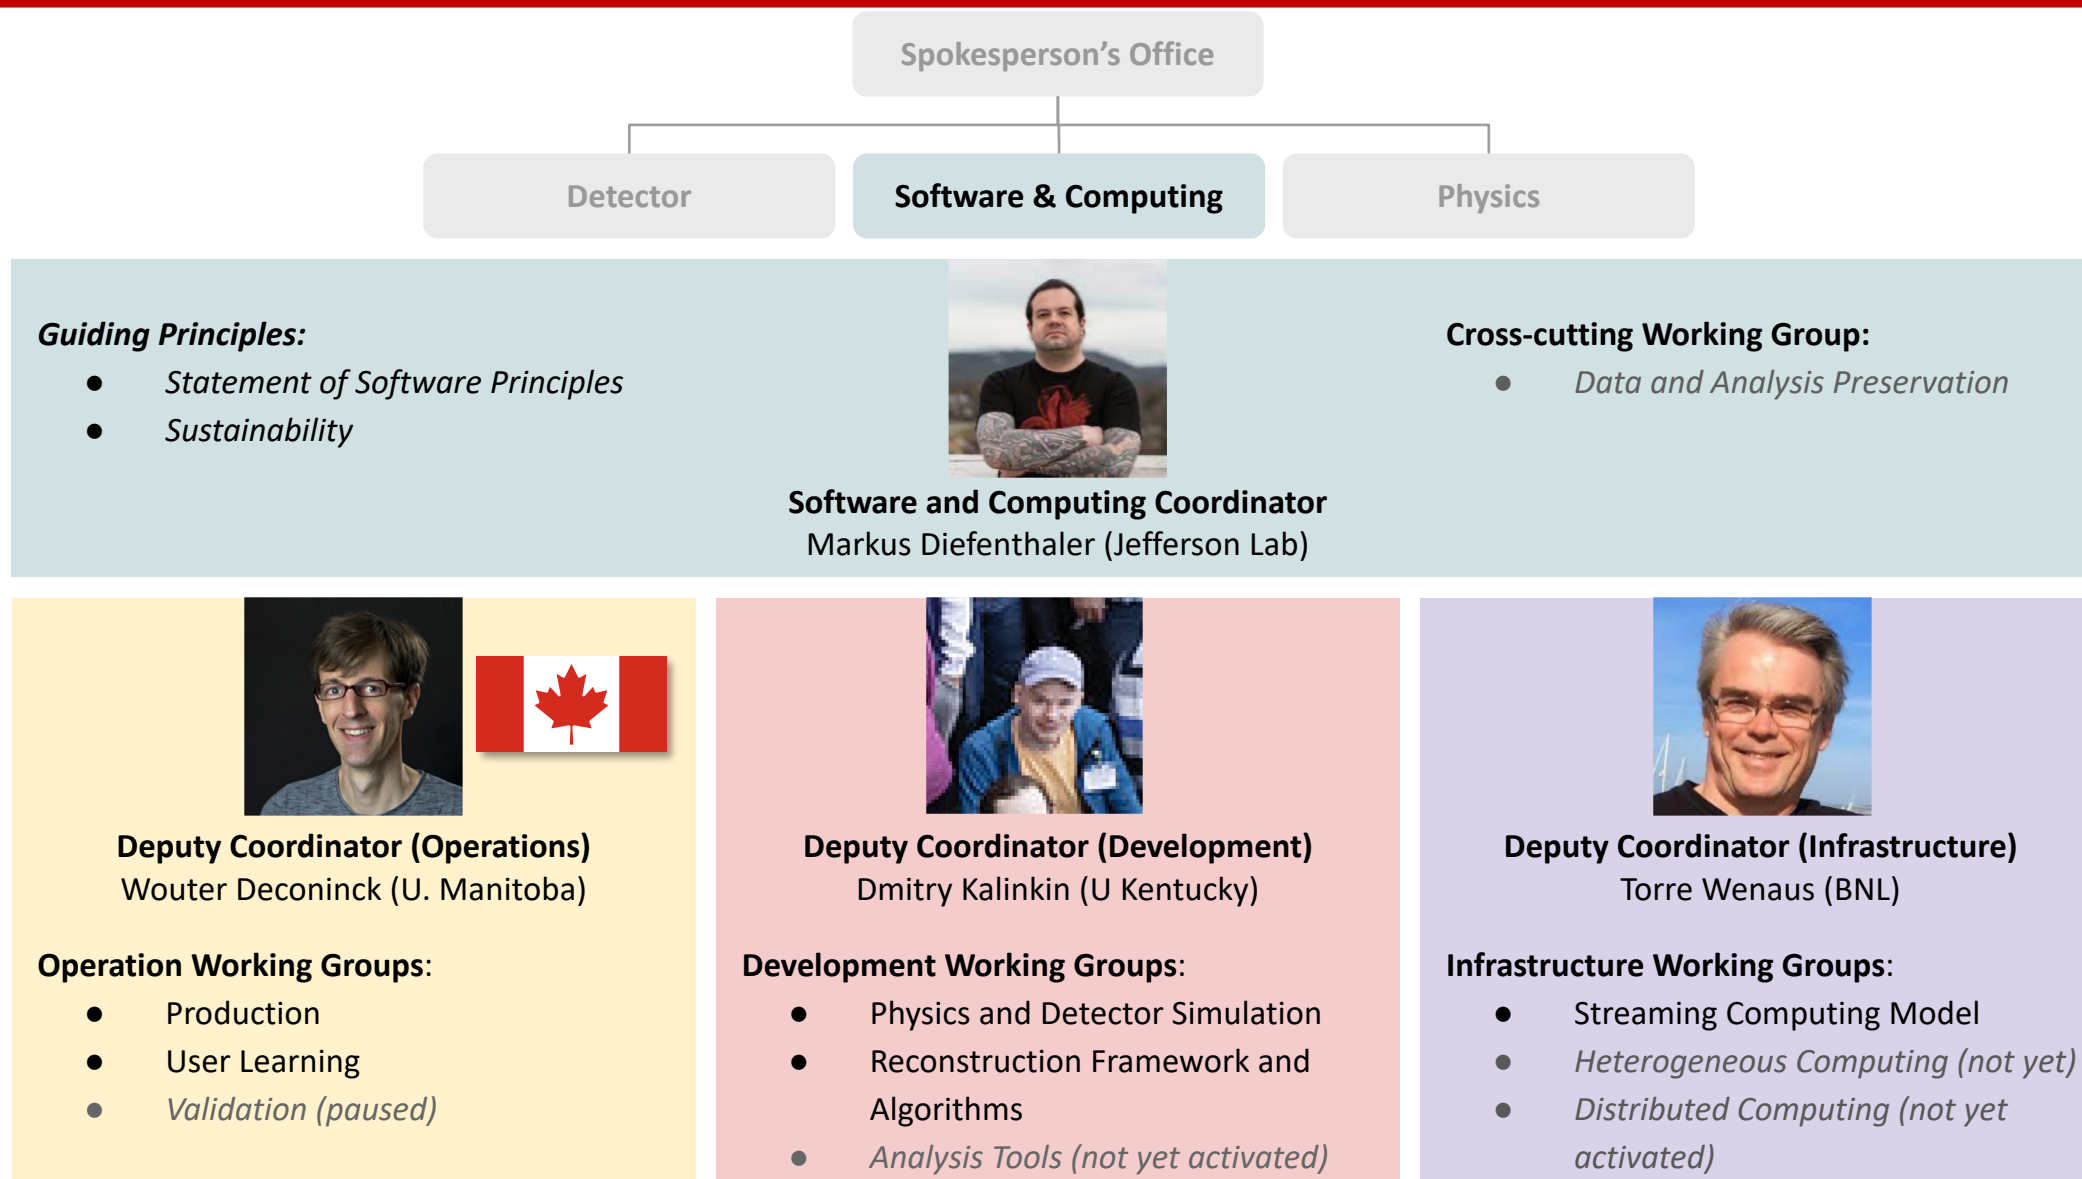 Spokesperson’s Office
Detector
Software & Computing
Physics
Guiding Principles:
● Statement of Software Principles
● Sustainability
Software and Computing Coordinator
Markus Diefenthaler (Jefferson Lab)
Cross-cutting Working Group:
● Data and Analysis Preservation
Deputy Coordinator (Operations)
Wouter Deconinck (U. Manitoba)
Operation Working Groups:
● Production
● User Learning
● Validation (paused)
Deputy Coordinator (Development)
Dmitry Kalinkin (U Kentucky)
Development Working Groups:
● Physics and Detector Simulation
● Reconstruction Framework and
Algorithms
● Analysis Tools (not yet activated)
Deputy Coordinator (Infrastructure)
Torre Wenaus (BNL)
Infrastructure Working Groups:
● Streaming Computing Model
● Heterogeneous Computing (not yet)
● Distributed Computing (not yet
activated)